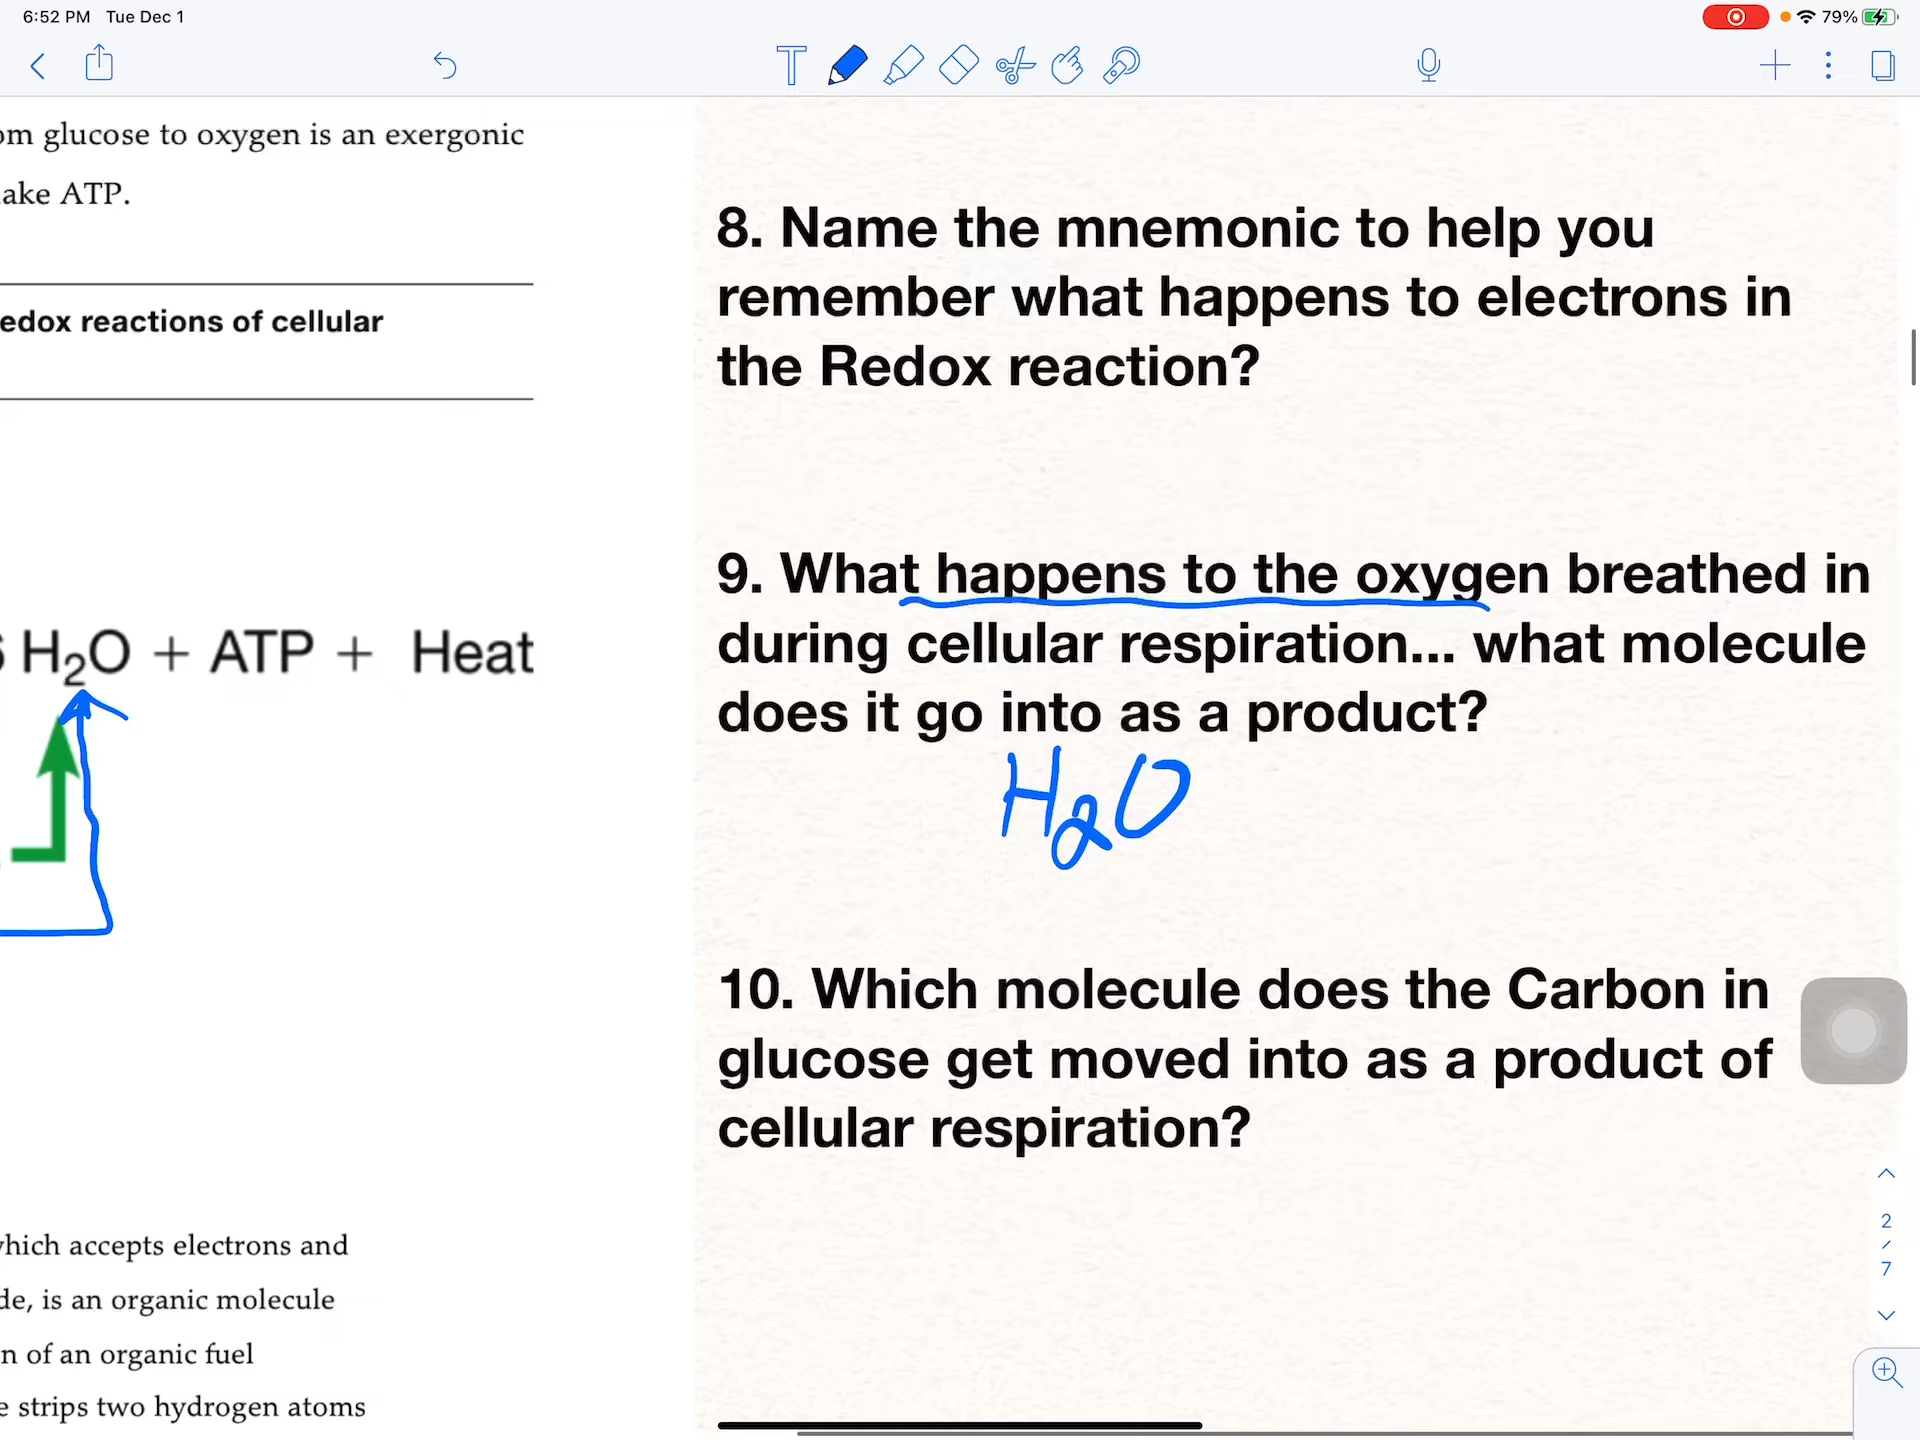 6:52 PM Tue Dec 1
79%
om glucose to oxygen is an exergonic
ake ATP.
edox reactions of cellular
6 H₂O + ATP + Heat
which accepts electrons and
de, is an organic molecule
n of an organic fuel
e strips two hydrogen atoms
8. Name the mnemonic to help you
remember what happens to electrons in
the Redox reaction?
9. What happens to the oxygen breathed in
during cellular respiration... what molecule
does it go into as a product?
H₂O
10. Which molecule does the Carbon in
glucose get moved into as a product of
cellular respiration?
2
/
7